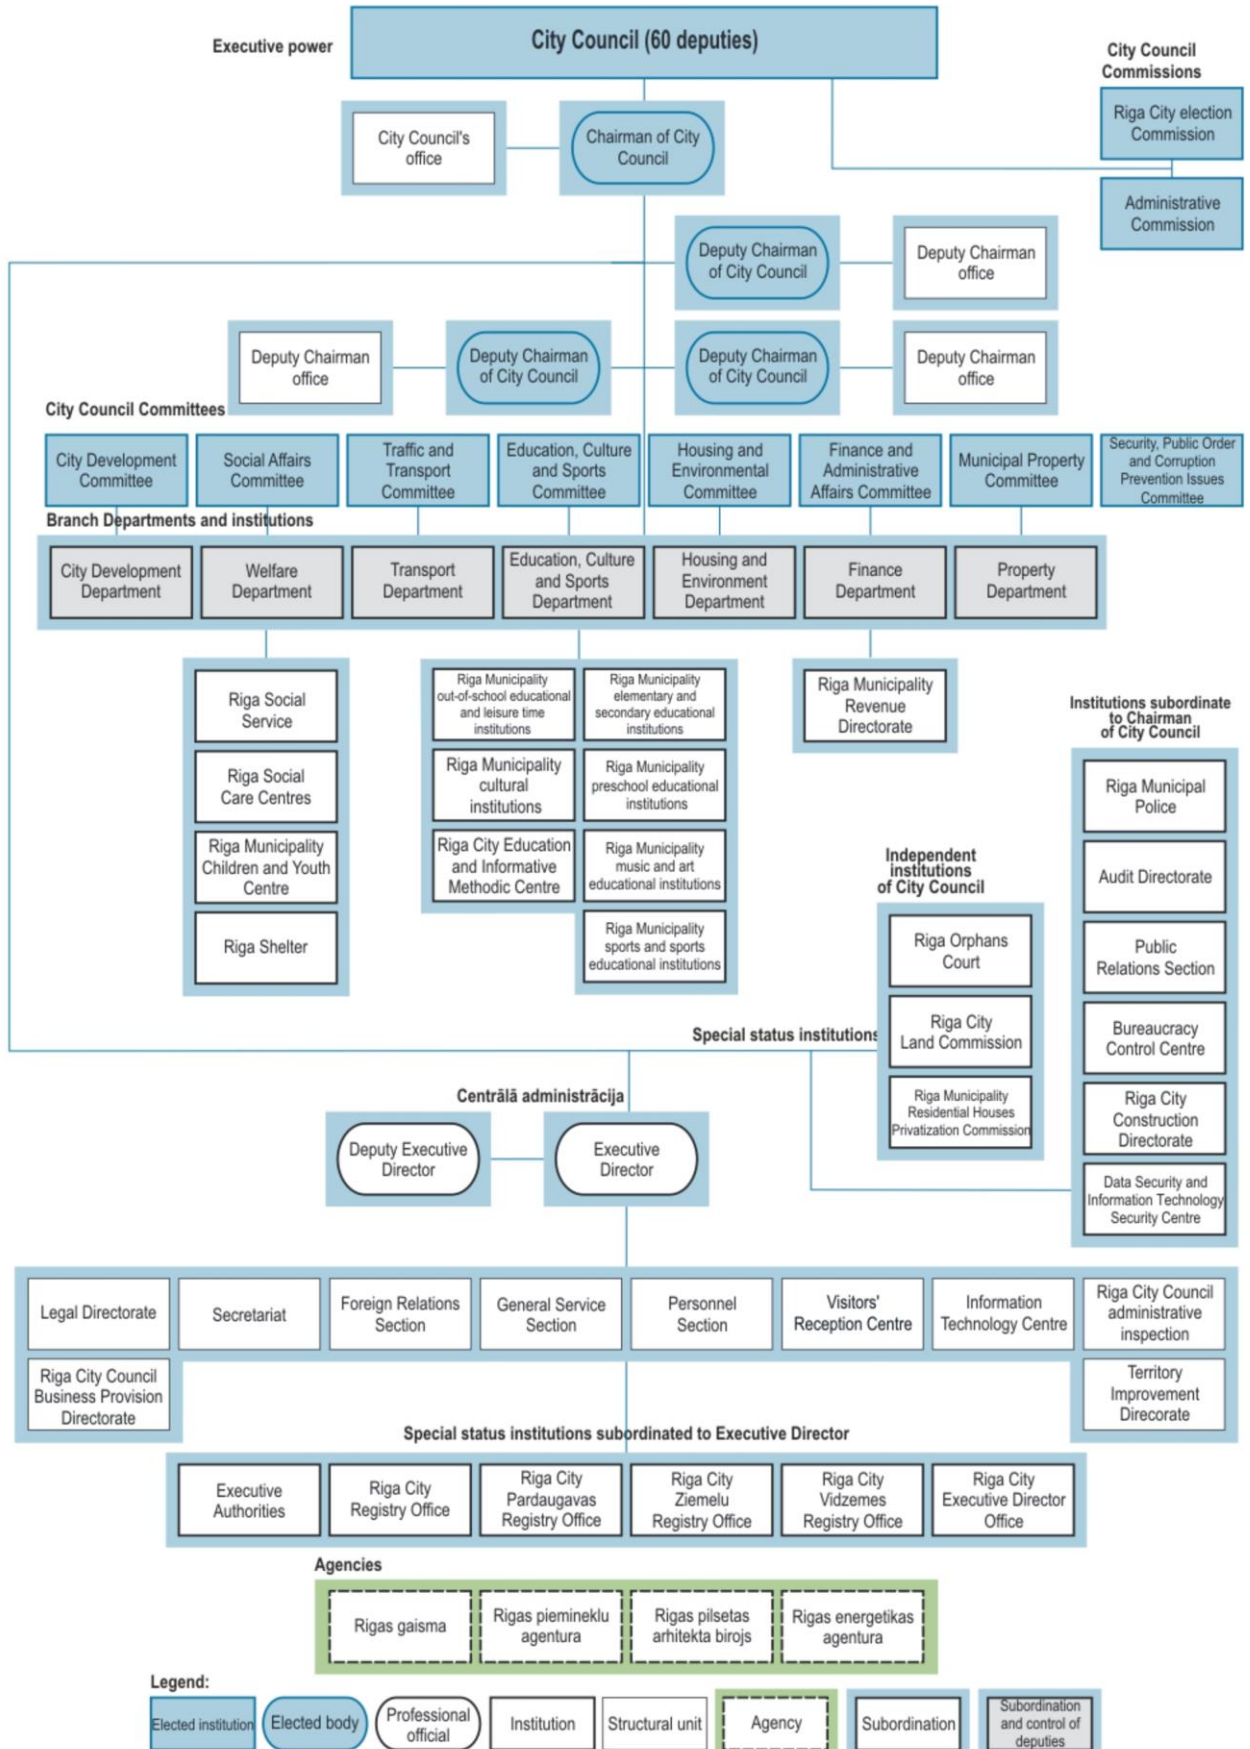 Executive power
City Council (60 deputies)
City Council
Commissions
Riga City election
Commission
Administrative
Commission
City Council's
office
Chairman of City
Council
Deputy Chairman
of City Council
Deputy Chairman
office
Deputy Chairman
office
Deputy Chairman
of City Council
Deputy Chairman
of City Council
Deputy Chairman
office
City Council Committees
City Development
Committee
Social Affairs
Committee
Traffic and
Transport
Committee
Education, Culture
and Sports
Committee
Housing and
Environmental
Committee
Finance and
Administrative
Affairs Committee
Municipal Property
Committee
Security, Public Order
and Corruption
Prevention Issues
Committee
Branch Departments and institutions
City Development
Department
Welfare
Department
Transport
Department
Education, Culture
and Sports
Department
Housing and
Environment
Department
Finance
Department
Property
Department
Riga Social
Service
Riga Social
Care Centres
Riga Municipality
Children and Youth
Centre
Riga Shelter
Riga Municipality
out-of-school educational
and leisure time
institutions
Riga Municipality
cultural
institutions
Riga City Education
and Informative
Methodic Centre
Riga Municipality
elementary and
secondary educational
institutions
Riga Municipality
preschool educational
institutions
Riga Municipality
music and art
educational institutions
Riga Municipality
sports and sports
educational institutions
Riga Municipality
Revenue
Directorate
Institutions subordinate
to Chairman
of City Council
Riga Municipal
Police
Audit Directorate
Public
Relations Section
Bureaucracy
Control Centre
Riga City
Construction
Directorate
Data Security and
Information Technology
Security Centre
Independent
institutions
of City Council
Riga Orphans
Court
Riga City
Land Commission
Riga Municipality
Residential Houses
Privatization Commission
Special status institutions
Centrālā administrācija
Deputy Executive
Director
Executive
Director
Legal Directorate
Secretariat
Foreign Relations
Section
General Service
Section
Personnel
Section
Visitors'
Reception Centre
Information
Technology Centre
Riga City Council
administrative
inspection
Riga City Council
Business Provision
Directorate
Territory
Improvement
Direcorate
Special status institutions subordinated to Executive Director
Executive
Authorities
Riga City
Registry Office
Riga City
Pardaugavas
Registry Office
Riga City
Ziemelu
Registry Office
Riga City
Vidzemes
Registry Office
Riga City
Executive Director
Office
Agencies
Rigas gaisma
Rigas piemineklu
agentura
Rigas pilsetas
arhitekta birojs
Rigas energetikas
agentura
Legend:
Elected institution
Elected body
Professional
official
Institution
Structural unit
Agency
Subordination
Subordination
and control of
deputies